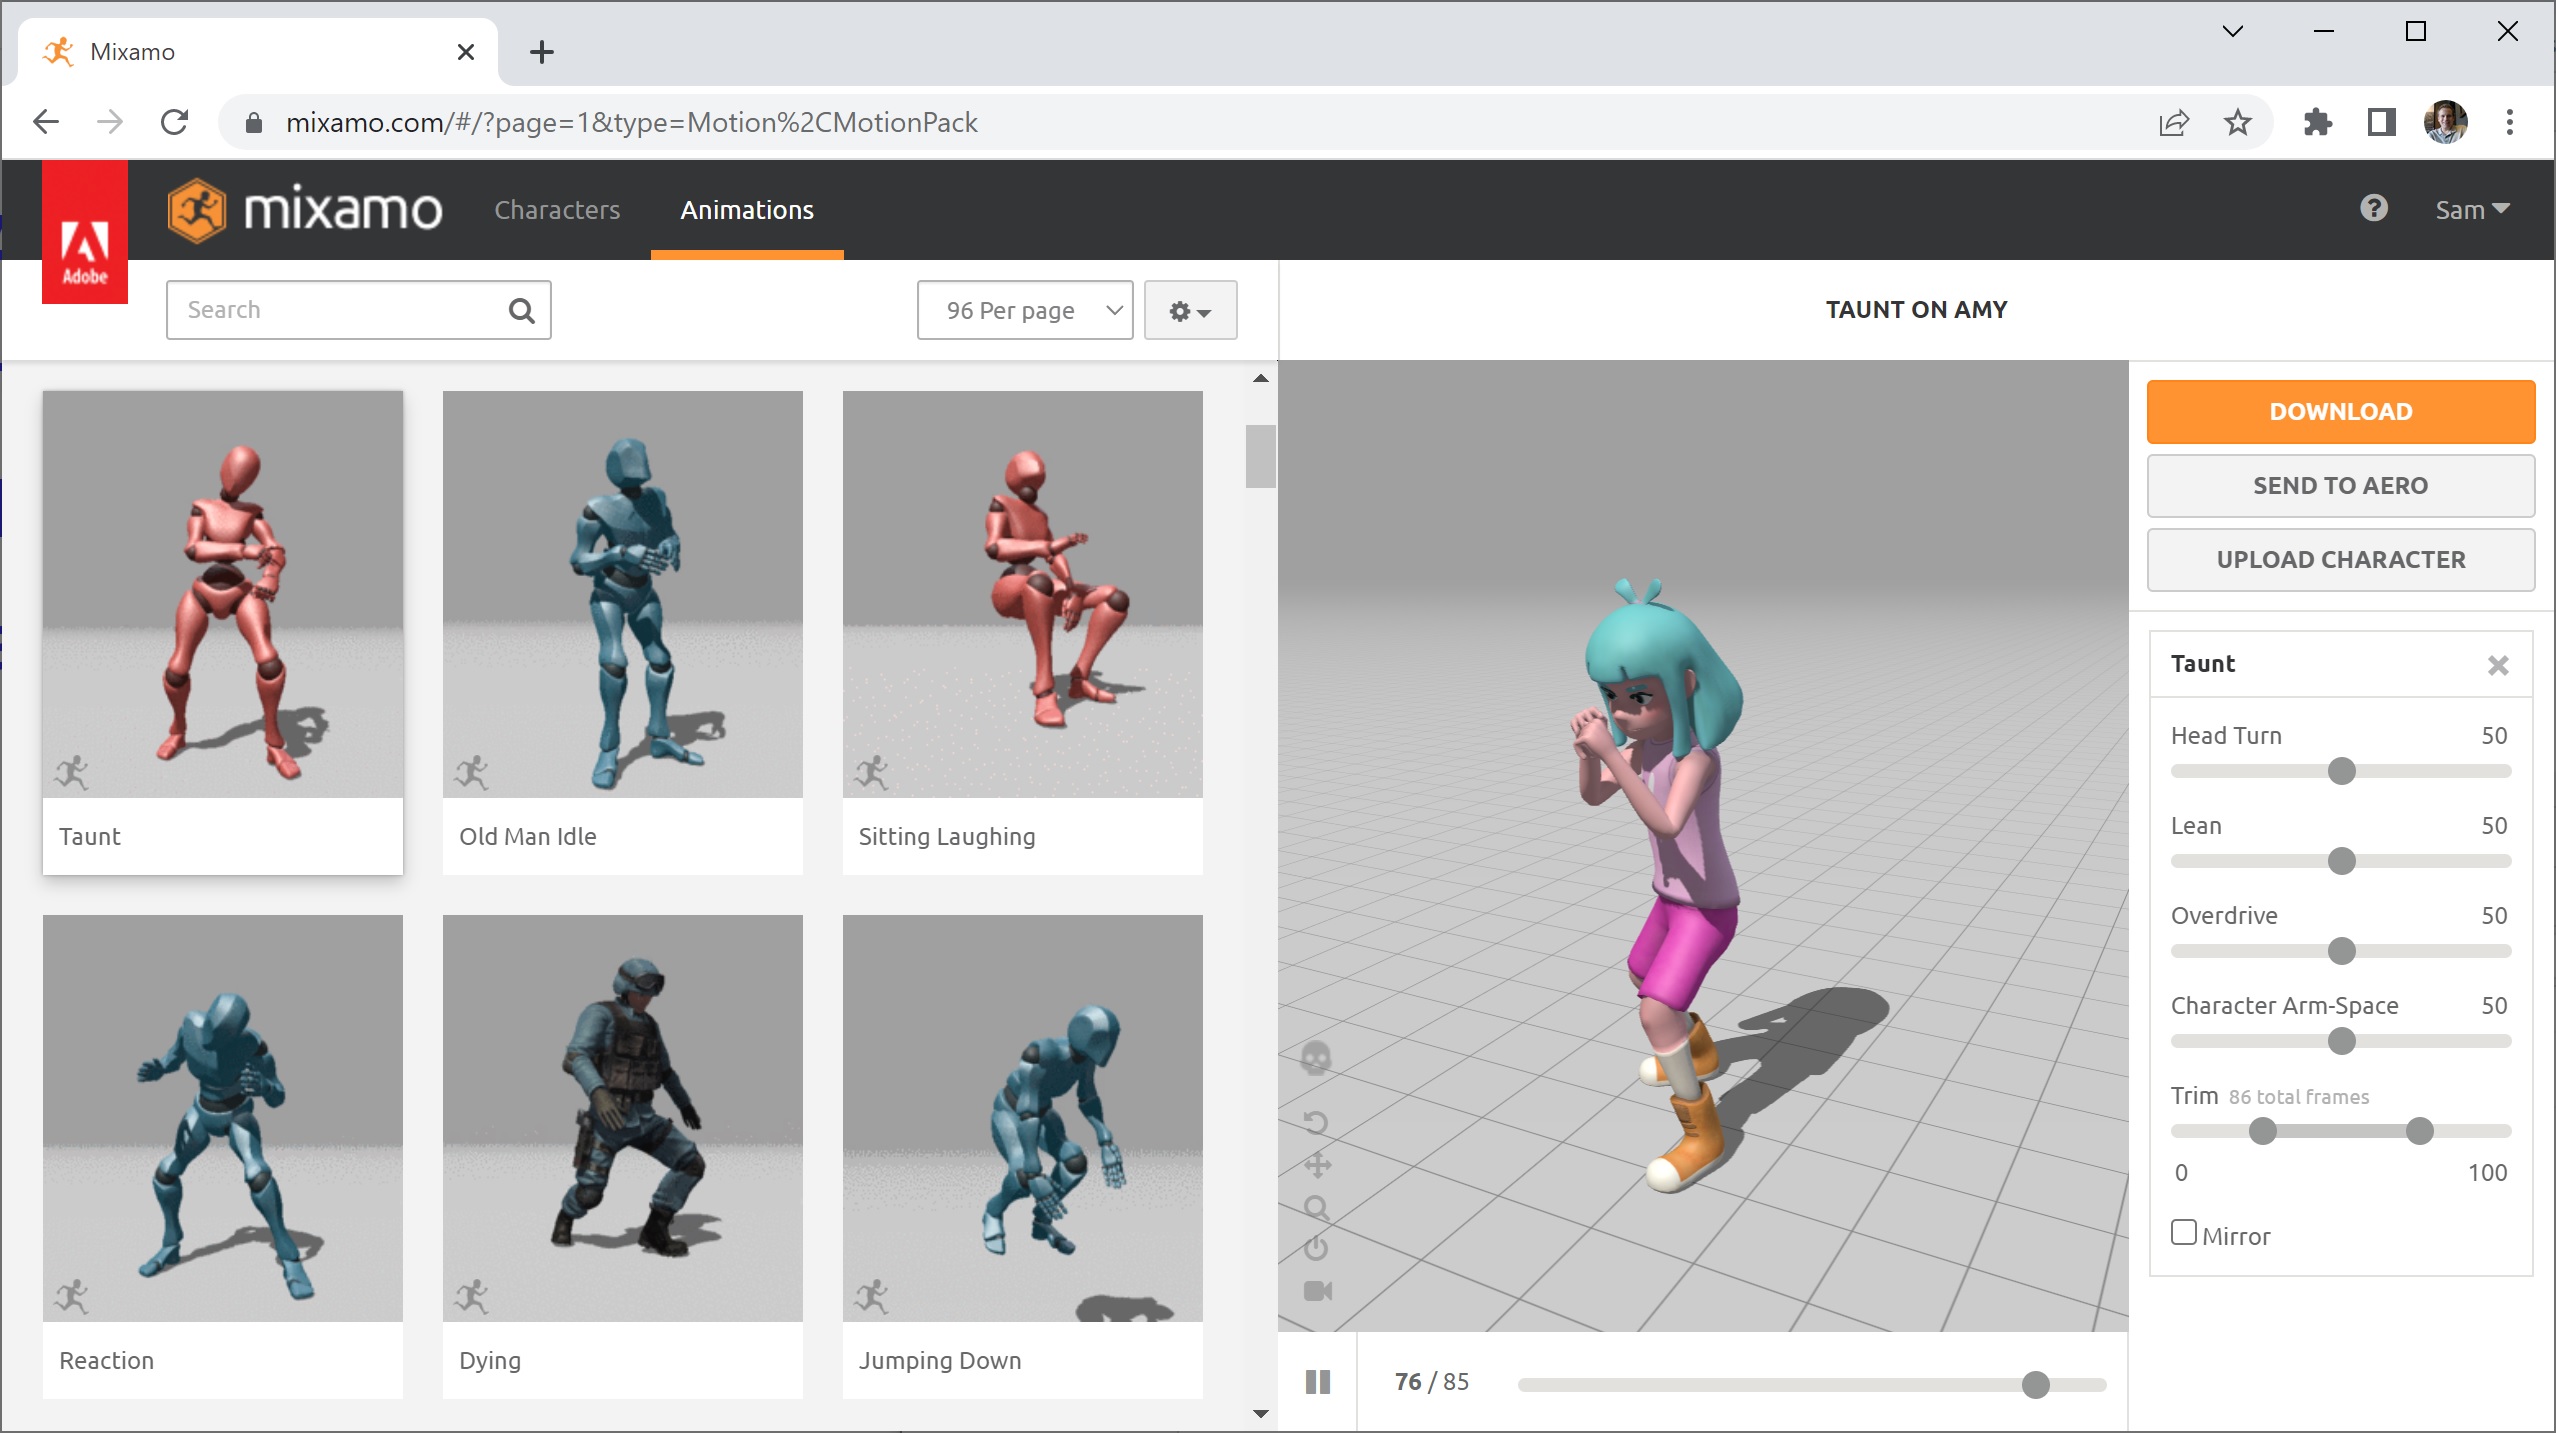 Mixamo
mixamo.com/#/?page=1&type=Motion%2CMotionPack
Adobe
mixamo
Characters
Animations
Sam
Search
96 Per page
TAUNT ON AMY
Taunt
Old Man Idle
Sitting Laughing
Reaction
Dying
Jumping Down
76 / 85
DOWNLOAD
SEND TO AERO
UPLOAD CHARACTER
Taunt
Head Turn 50
Lean 50
Overdrive 50
Character Arm-Space 50
Trim 86 total frames
0 100
Mirror